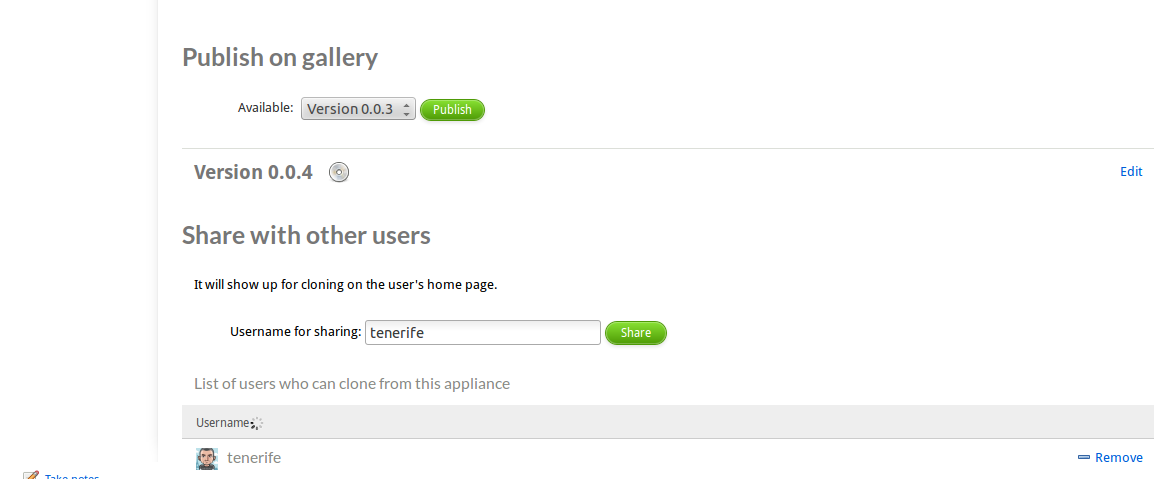 Publish on gallery
Available: Version 0.0.3 Publish
Version 0.0.4 Edit
Share with other users
It will show up for cloning on the user's home page.
Username for sharing: tenerife Share
List of users who can clone from this appliance
Username
tenerife Remove
Take notes